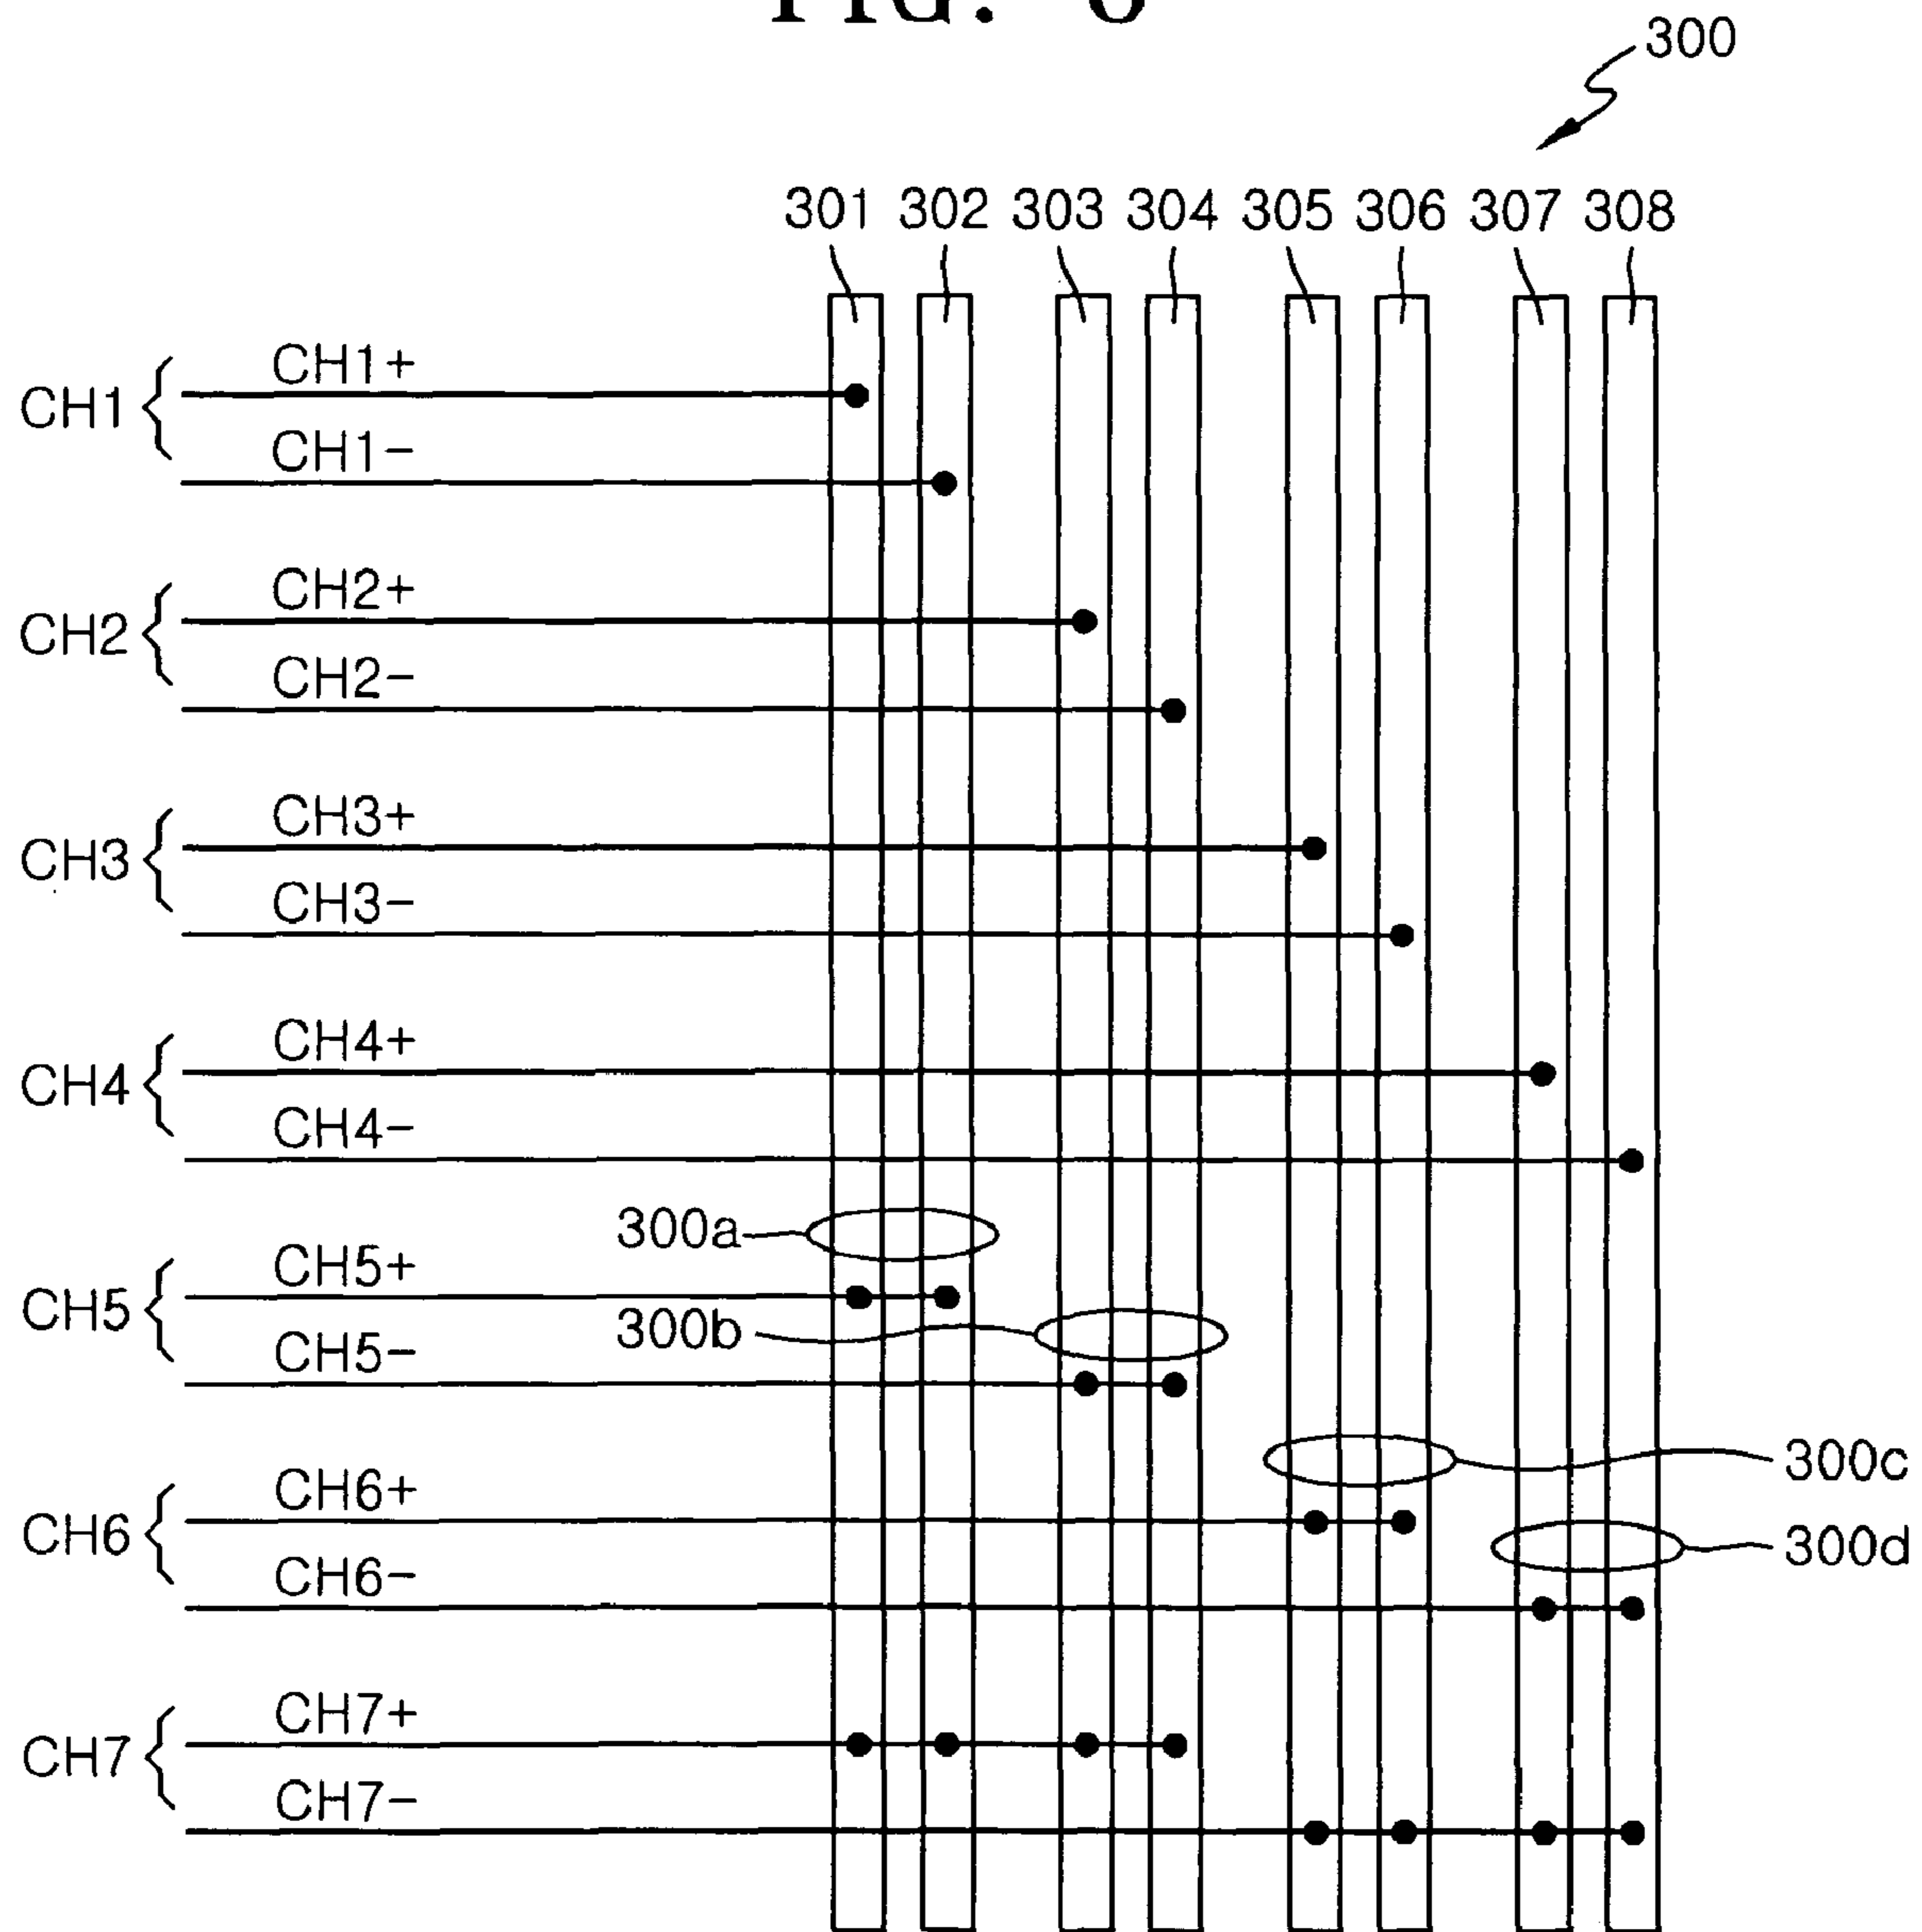 FIG.
300
301 302 303 304 305 306 307 308
CH1+
CH1
CH1-
CH2+
CH2
CH2-
CH3+
CH3
CH3-
CH4+
CH4
CH4-
300a
CH5+
CH5
300b
CH5-
300c
CH6+
CH6
300d
CH6-
CH7+
CH7
CH7-